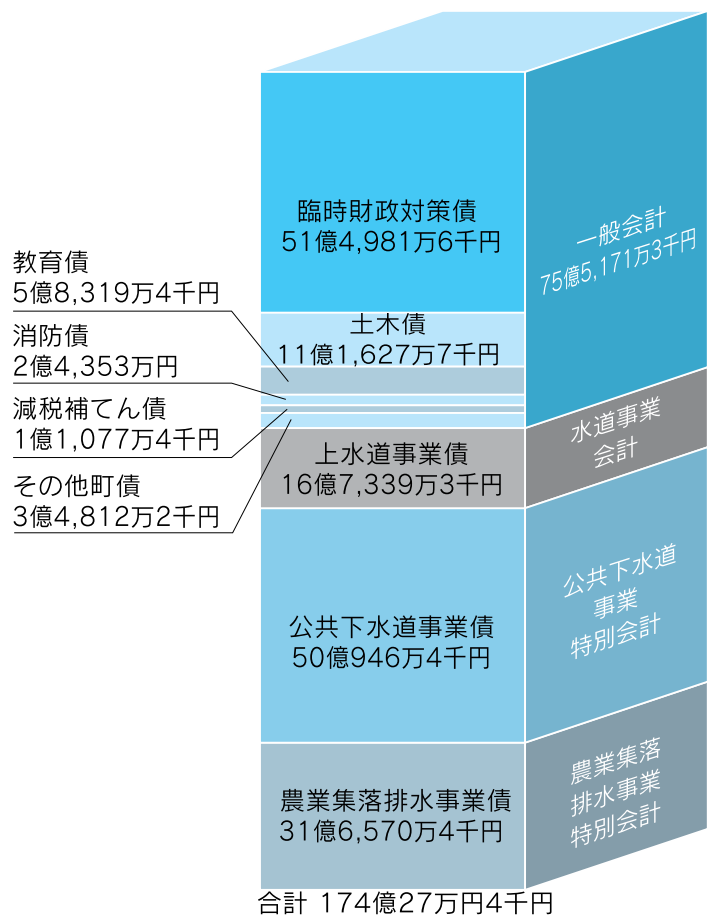 臨時財政対策債
51億4,981万6千円
教育債
5億8,319万4千円
消防債
2億4,353万円
減税補てん債
1億1,077万4千円
その他町債
3億4,812万2千円
土木債
11億1,627万7千円
上水道事業債
16億7,339万3千円
公共下水道事業債
50億946万4千円
農業集落排水事業債
31億6,570万4千円
一般会計
75億5,171万3千円
水道事業
会計
公共下水道
事業
特別会計
農業集落
排水事業
特別会計
合計 174億27万円4千円